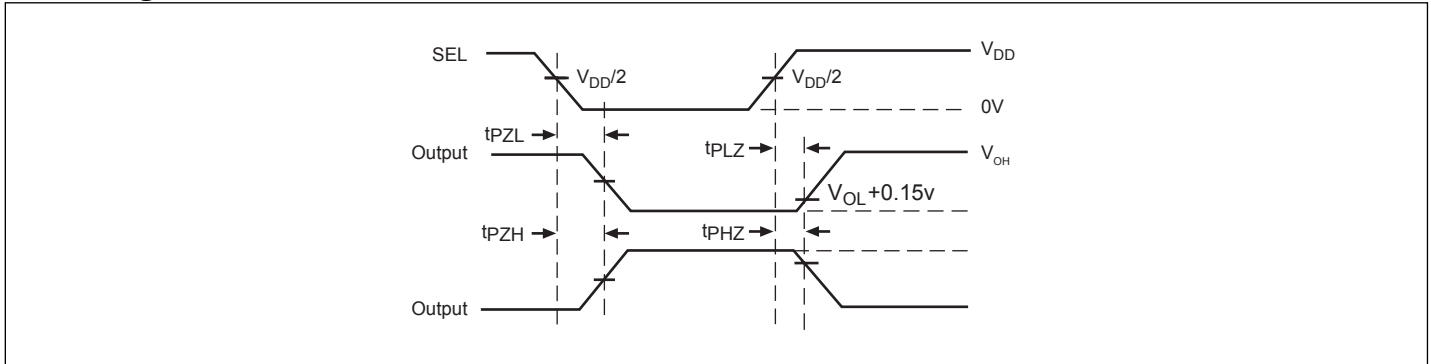 SEL
V_DD/2
V_DD/2
V_DD
0V
tPZL
tPLZ
Output
V_OH
V_OL+0.15v
tPZH
tPHZ
Output